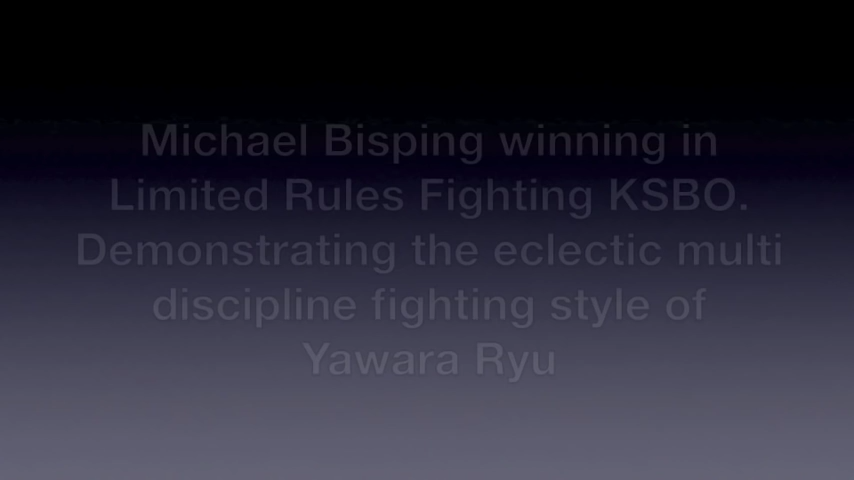 Michael Bisping winning in
Limited Rules Fighting KSBO.
Demonstrating the eclectic multi
discipline fighting style of
Yawara Ryu